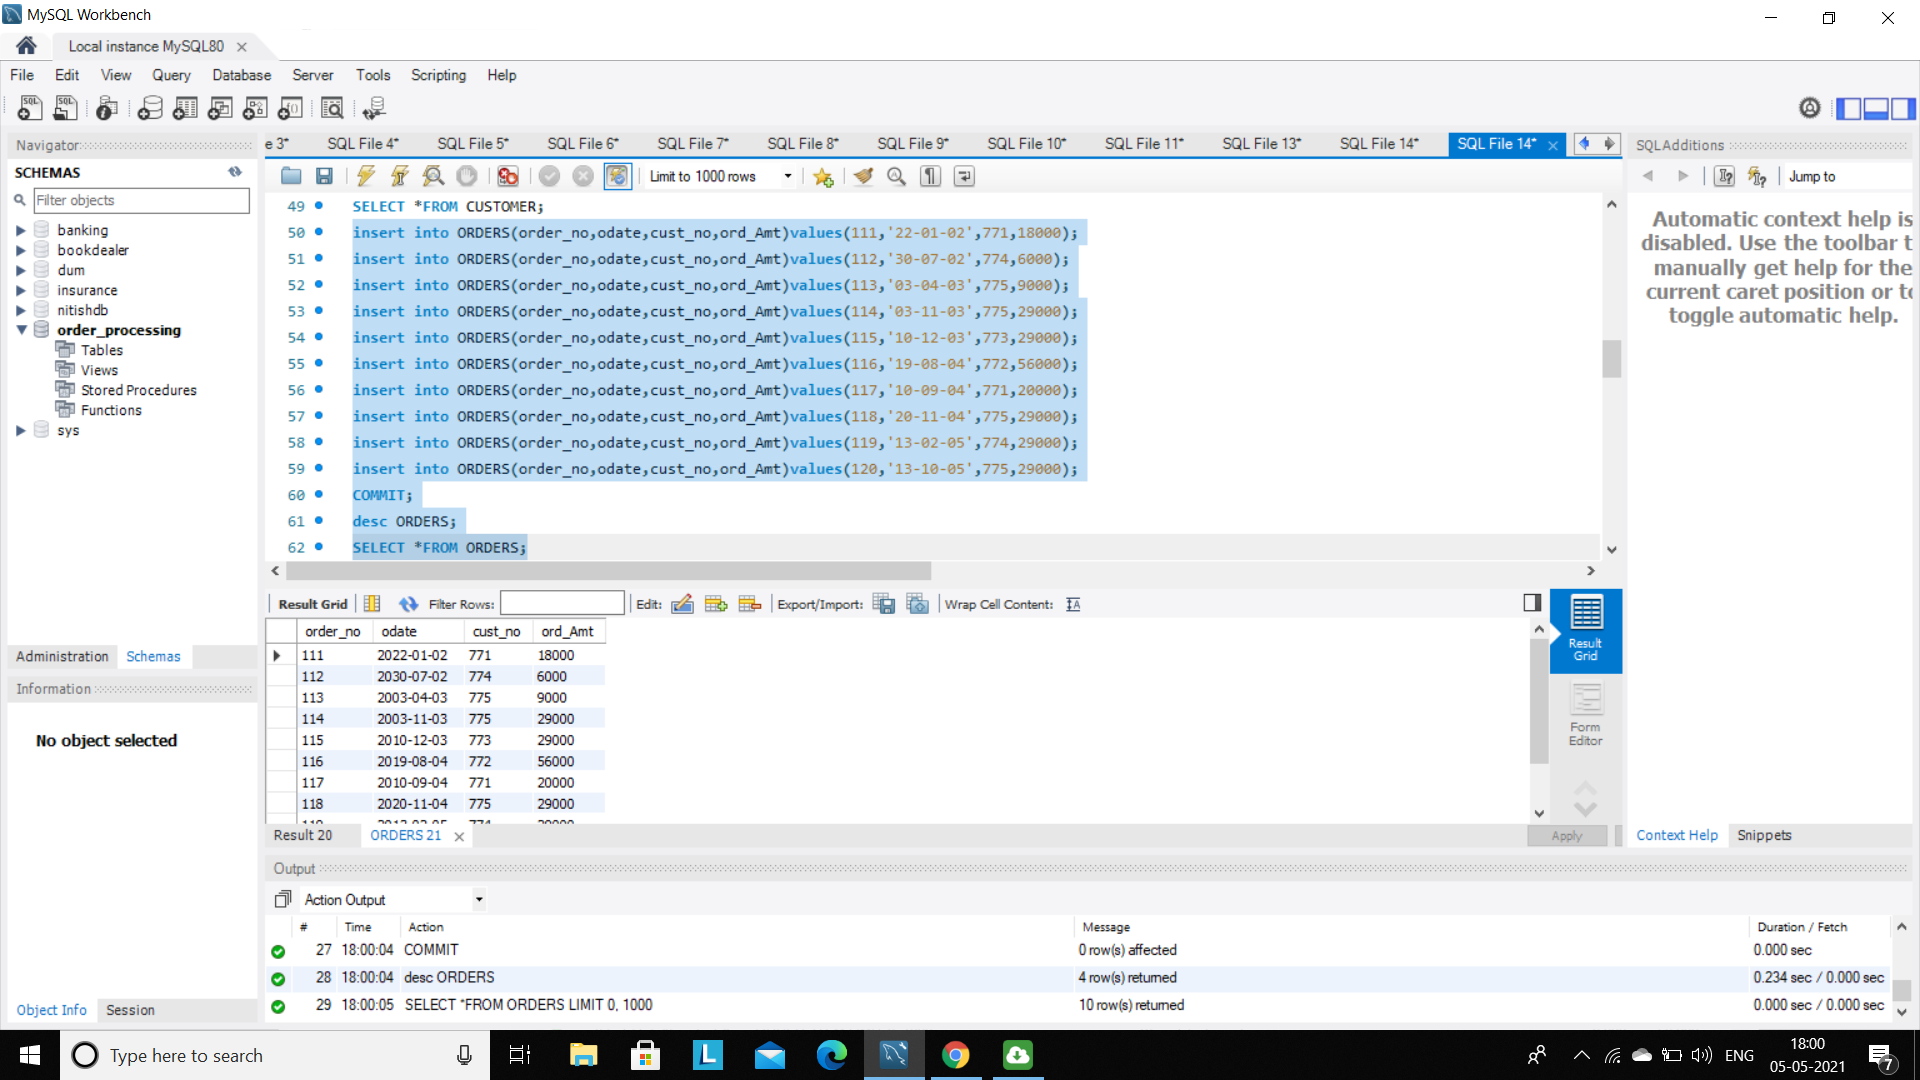 MySQL Workbench
Local instance MySQL80
File Edit View Query Database Server Tools Scripting Help
Navigator
SCHEMAS
Filter objects
banking
bookdealer
dum
insurance
nitishdb
order_processing
Tables
Views
Stored Procedures
Functions
sys
Administration Schemas
Information
No object selected
Object Info Session
e 3* SQL File 4* SQL File 5* SQL File 6* SQL File 7* SQL File 8* SQL File 9* SQL File 10* SQL File 11* SQL File 13* SQL File 14* SQL File 14*
Limit to 1000 rows
49 SELECT *FROM CUSTOMER;
50 insert into ORDERS(order_no,odate,cust_no,ord_Amt)values(111,'22-01-02',771,18000);
51 insert into ORDERS(order_no,odate,cust_no,ord_Amt)values(112,'30-07-02',774,6000);
52 insert into ORDERS(order_no,odate,cust_no,ord_Amt)values(113,'03-04-03',775,9000);
53 insert into ORDERS(order_no,odate,cust_no,ord_Amt)values(114,'03-11-03',775,29000);
54 insert into ORDERS(order_no,odate,cust_no,ord_Amt)values(115,'10-12-03',773,29000);
55 insert into ORDERS(order_no,odate,cust_no,ord_Amt)values(116,'19-08-04',772,56000);
56 insert into ORDERS(order_no,odate,cust_no,ord_Amt)values(117,'10-09-04',771,20000);
57 insert into ORDERS(order_no,odate,cust_no,ord_Amt)values(118,'20-11-04',775,29000);
58 insert into ORDERS(order_no,odate,cust_no,ord_Amt)values(119,'13-02-05',774,29000);
59 insert into ORDERS(order_no,odate,cust_no,ord_Amt)values(120,'13-10-05',775,29000);
60 COMMIT;
61 desc ORDERS;
62 SELECT *FROM ORDERS;
Result Grid Filter Rows: Edit: Export/Import: Wrap Cell Content:
order_no odate cust_no ord_Amt
111 2022-01-02 771 18000
112 2030-07-02 774 6000
113 2003-04-03 775 9000
114 2003-11-03 775 29000
115 2010-12-03 773 29000
116 2019-08-04 772 56000
117 2010-09-04 771 20000
118 2020-11-04 775 29000
Result 20 ORDERS 21
Result
Grid
Form
Editor
Apply
SQLAdditions
Jump to
Automatic context help is
disabled. Use the toolbar t
manually get help for the
current caret position or to
toggle automatic help.
Context Help Snippets
Output
Action Output
# Time Action Message Duration / Fetch
27 18:00:04 COMMIT 0 row(s) affected 0.000 sec
28 18:00:04 desc ORDERS 4 row(s) returned 0.234 sec / 0.000 sec
29 18:00:05 SELECT *FROM ORDERS LIMIT 0, 1000 10 row(s) returned 0.000 sec / 0.000 sec
Type here to search
L
ENG
18:00
05-05-2021
7